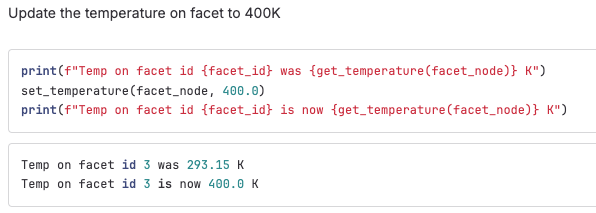 Update the temperature on facet to 400K
print(f"Temp on facet id {facet_id} was {get_temperature(facet_node)} K")
set_temperature(facet_node, 400.0)
print(f"Temp on facet id {facet_id} is now {get_temperature(facet_node)} K")
Temp on facet id 3 was 293.15 K
Temp on facet id 3 is now 400.0 K